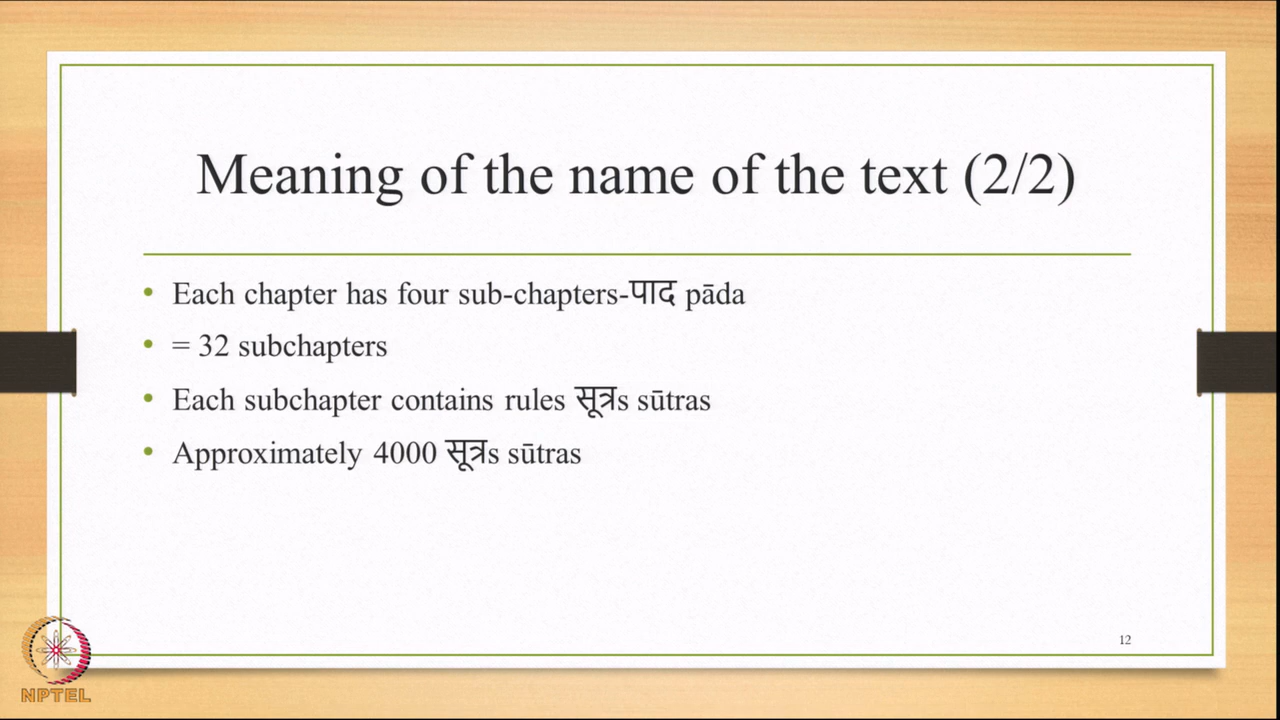 Meaning of the name of the text (2/2)
• Each chapter has four sub-chapters-पाद pāda
• = 32 subchapters
• Each subchapter contains rules सूत्रs sūtras
• Approximately 4000 सूत्रs sūtras
12
NPTEL